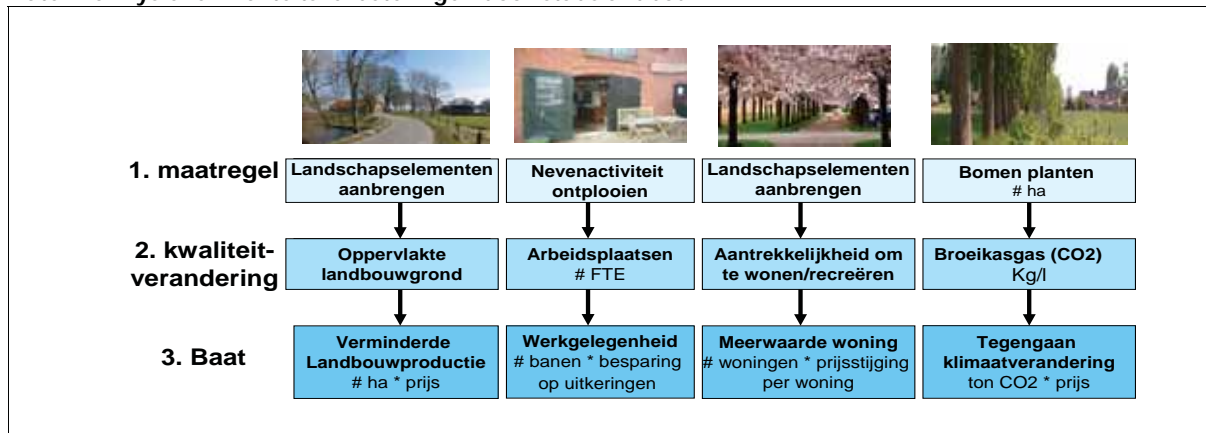 1. maatregel
Landschapselementen
aanbrengen
Nevenactiviteit
ontplooien
Landschapselementen
aanbrengen
Bomen planten
# ha
2. kwaliteit-
verandering
Oppervlakte
landbouwgrond
Arbeidsplaatsen
# FTE
Aantrekkelijkheid om
te wonen/recreëren
Broeikasgas (CO2)
Kg/l
3. Baat
Verminderde
Landbouwproductie
# ha * prijs
Werkgelegenheid
# banen * besparing
op uitkeringen
Meerwaarde woning
# woningen * prijsstijging
per woning
Tegengaan
klimaatverandering
ton CO2 * prijs